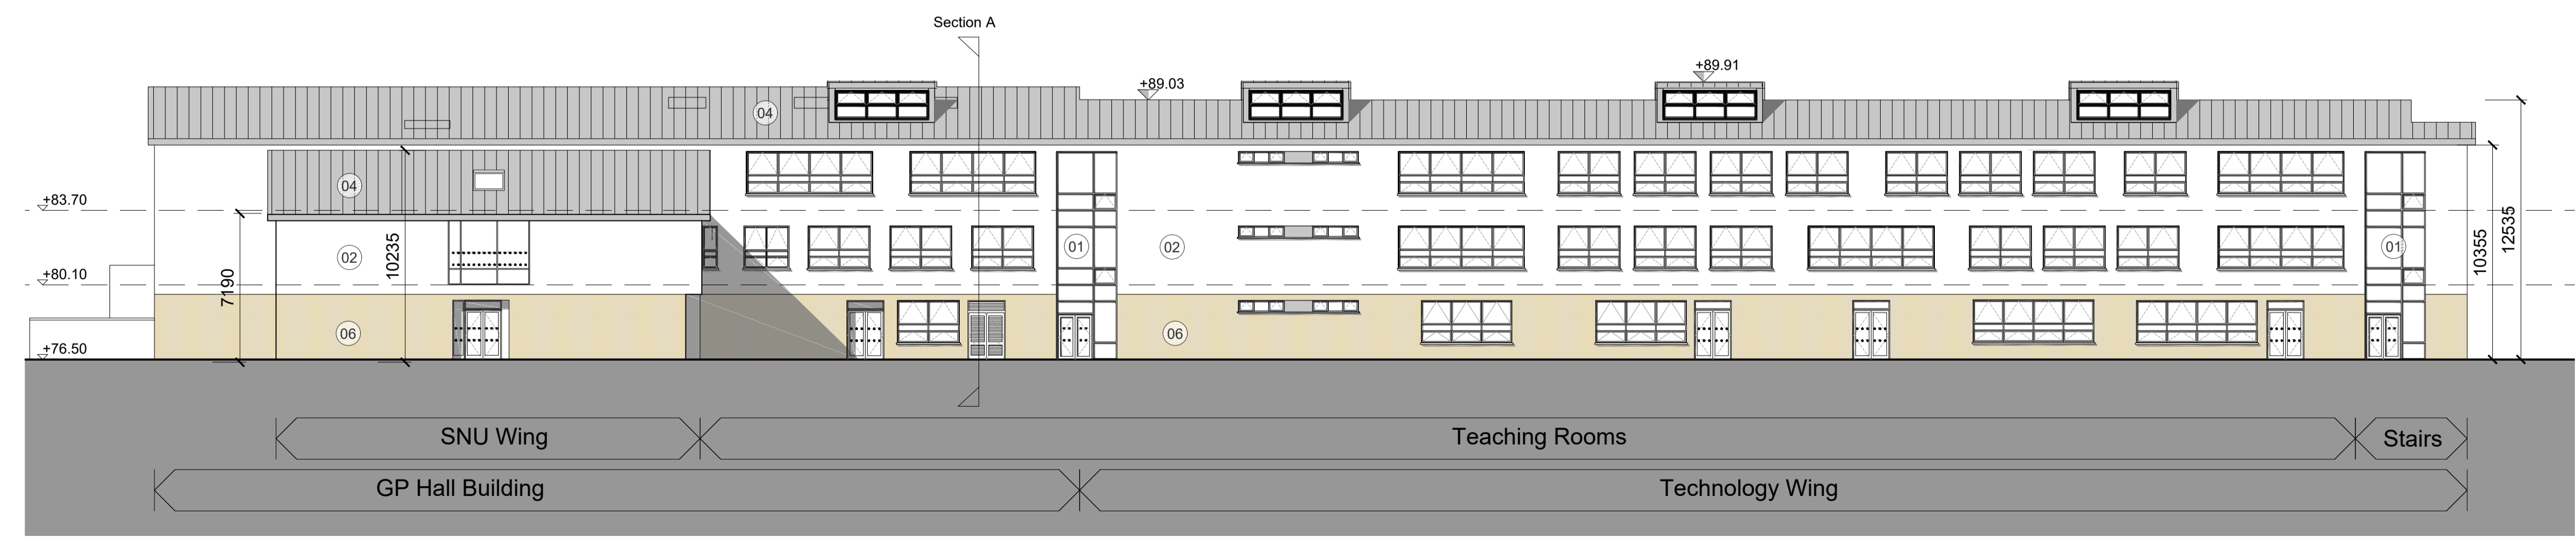 Section A
+89.91
+89.03
04
04
+83.70
02
10235
01
02
01
10355
12535
+80.10
7190
06
06
+76.50
SNU Wing
Teaching Rooms
Stairs
GP Hall Building
Technology Wing